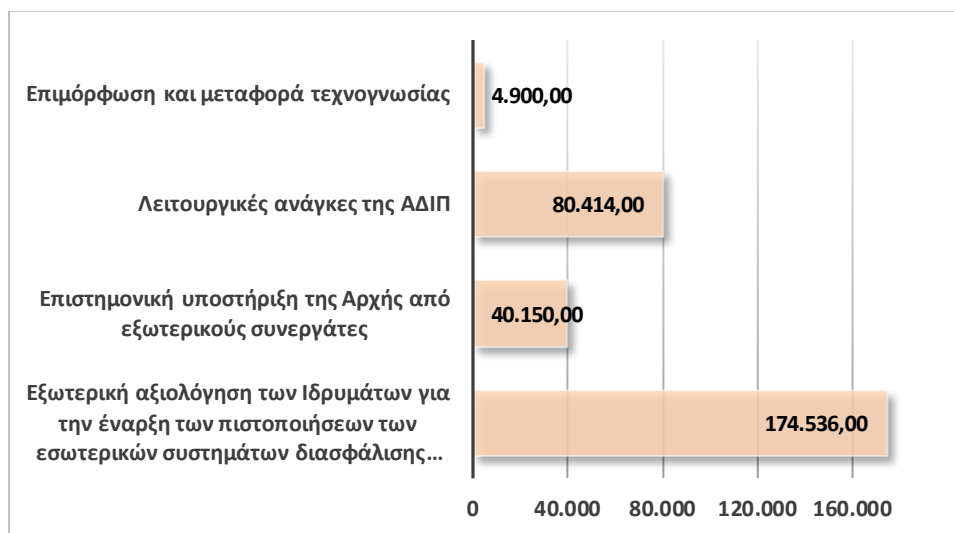 Επιμόρφωση και μεταφορά τεχνογνωσίας
4.900,00
Λειτουργικές ανάγκες της ΑΔΙΠ
80.414,00
Επιστημονική υποστήριξη της Αρχής από
εξωτερικούς συνεργάτες
40.150,00
Εξωτερική αξιολόγηση των Ιδρυμάτων για
την έναρξη των πιστοποιήσεων των
εσωτερικών συστημάτων διασφάλισης...
174.536,00
0 40.000 80.000 120.000 160.000